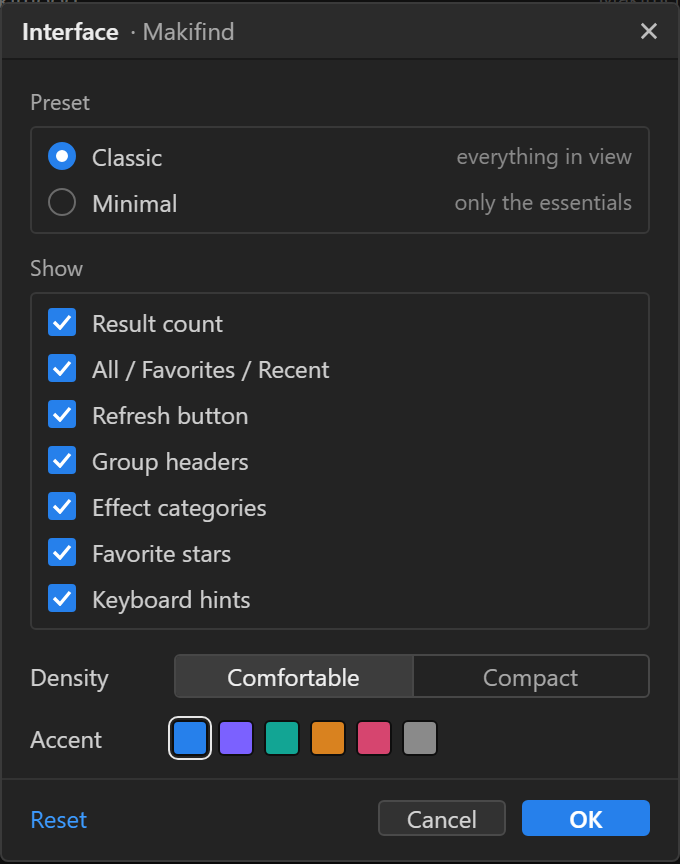 Interface · Makifind
Preset
Classic everything in view
Minimal only the essentials
Show
Result count
All / Favorites / Recent
Refresh button
Group headers
Effect categories
Favorite stars
Keyboard hints
Density Comfortable Compact
Accent
Reset Cancel OK